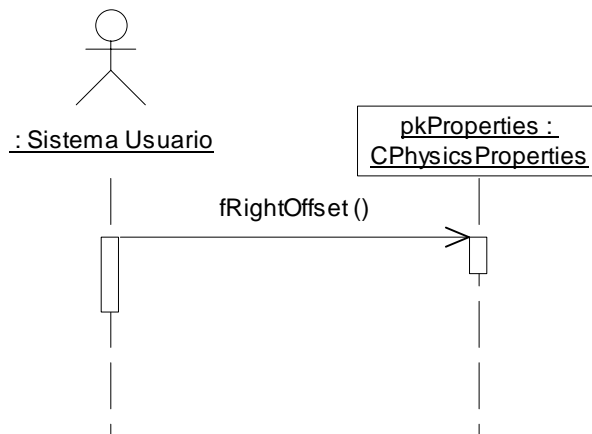 : Sistema Usuario
pkProperties :
CPhysicsProperties
fRightOffset ()